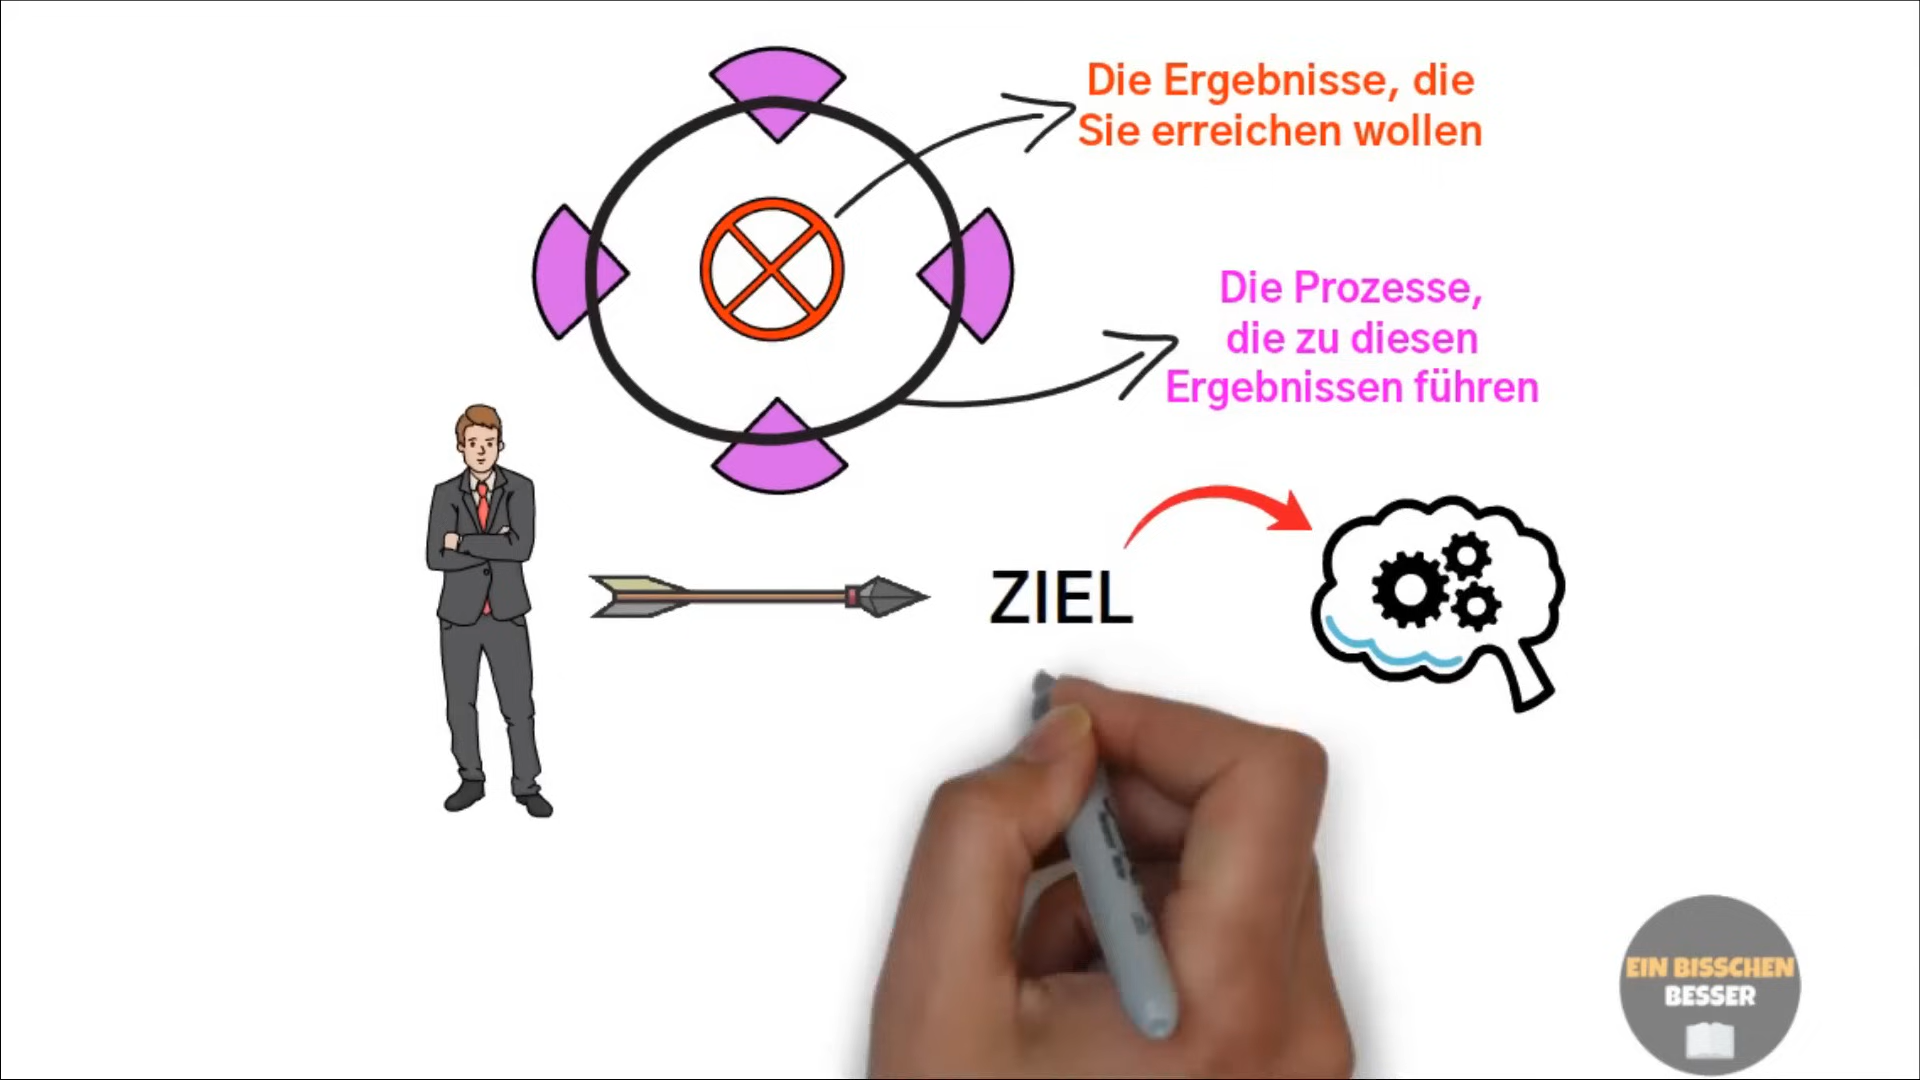 Die Ergebnisse, die
Sie erreichen wollen
Die Prozesse,
die zu diesen
Ergebnissen führen
ZIEL
EIN BISSCHEN
BESSER